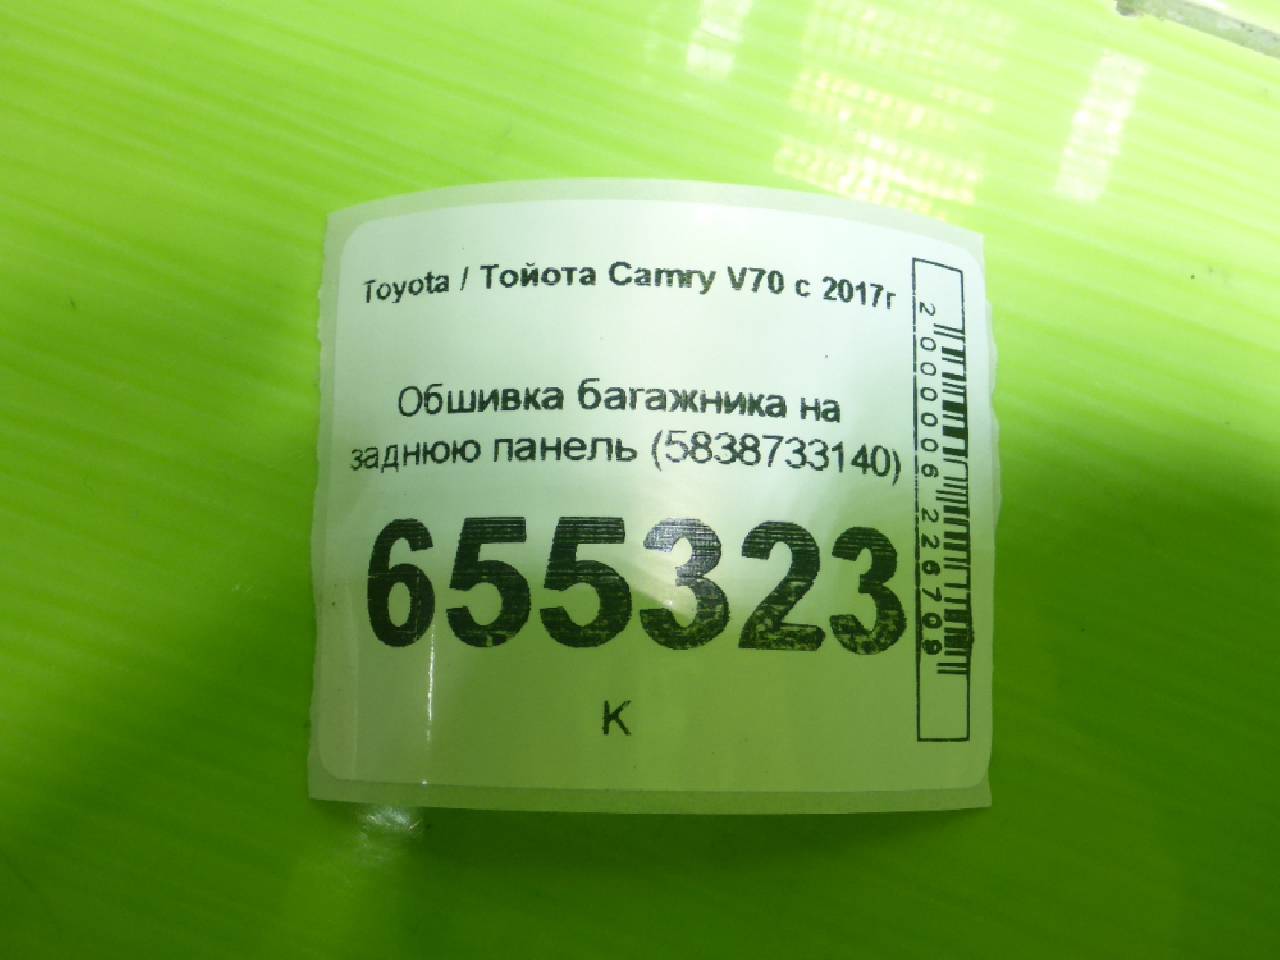 Toyota / Тойота Camry V70 с 2017г
Обшивка багажника на
заднюю панель (5838733140)
655323
К
2000006226709